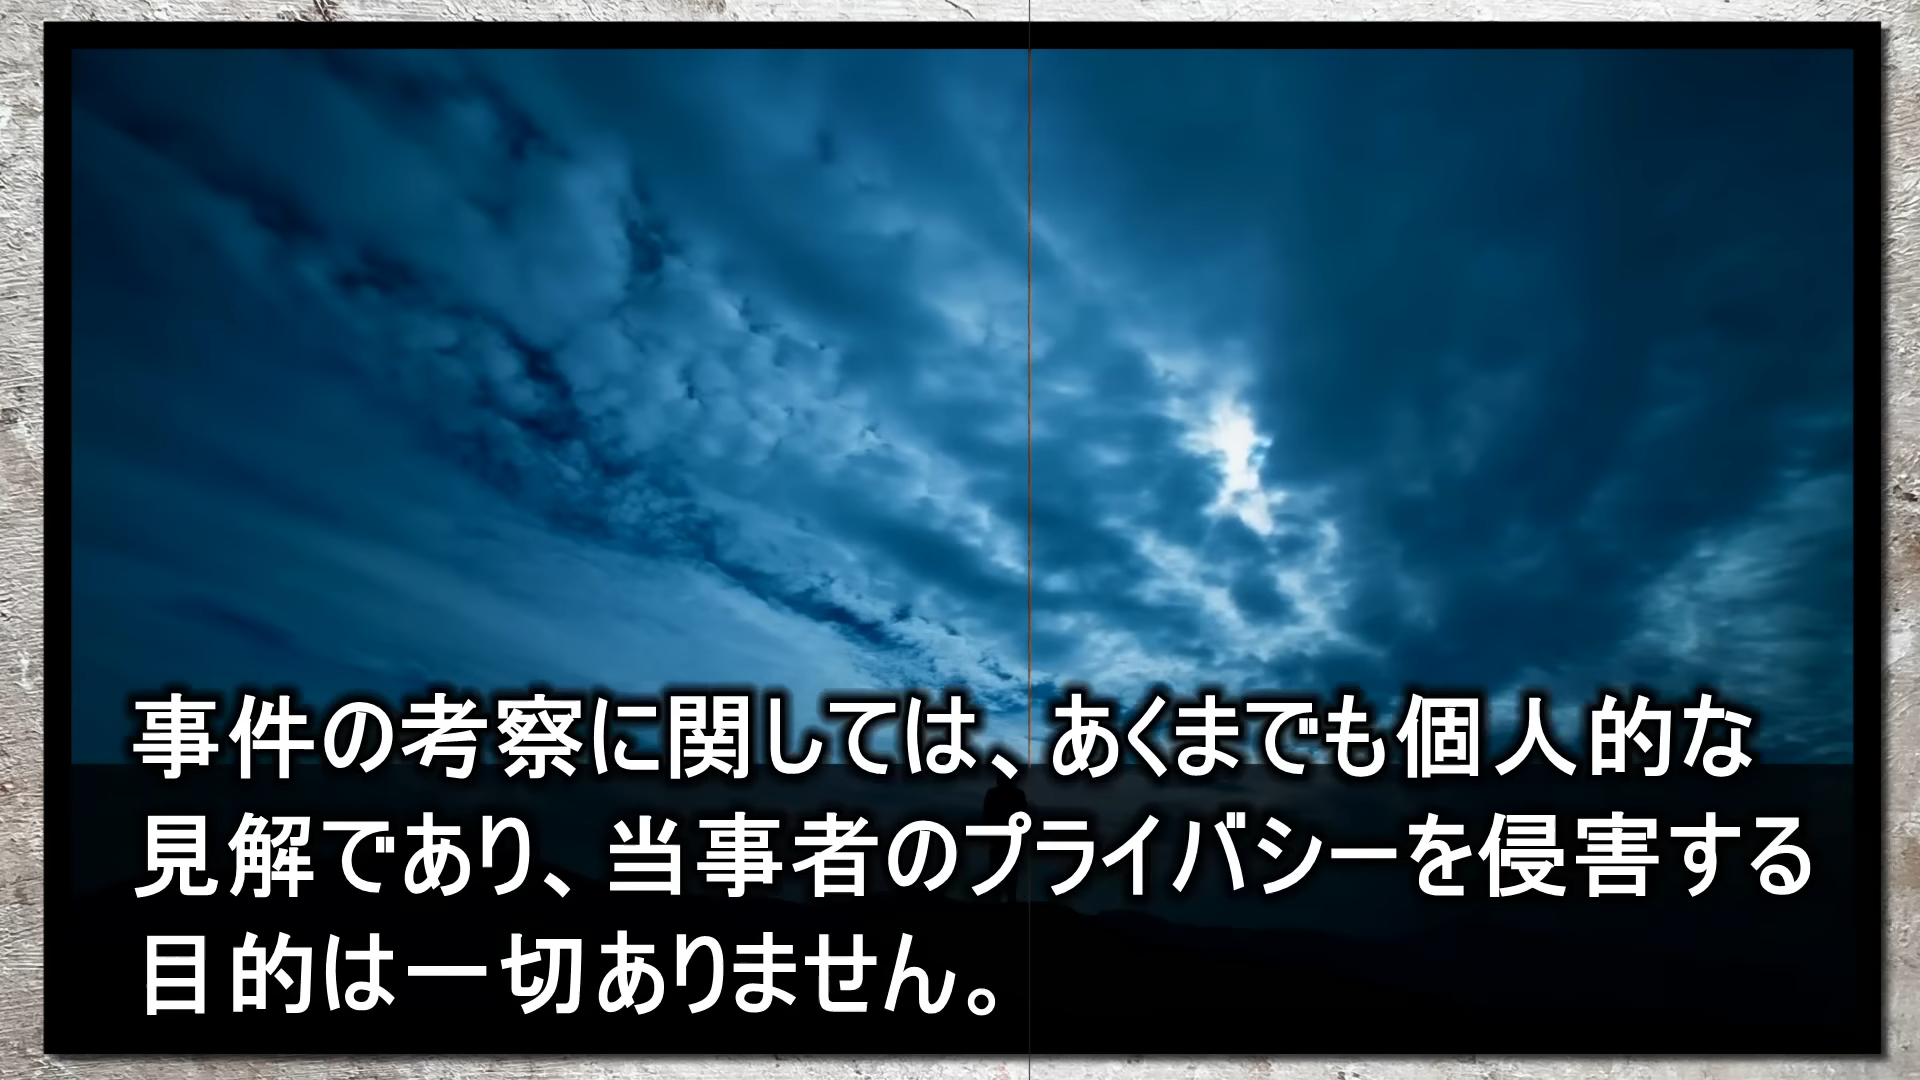 事件の考察に関しては、あくまでも個人的な
見解であり、当事者のプライバシーを侵害する
目的は一切ありません。